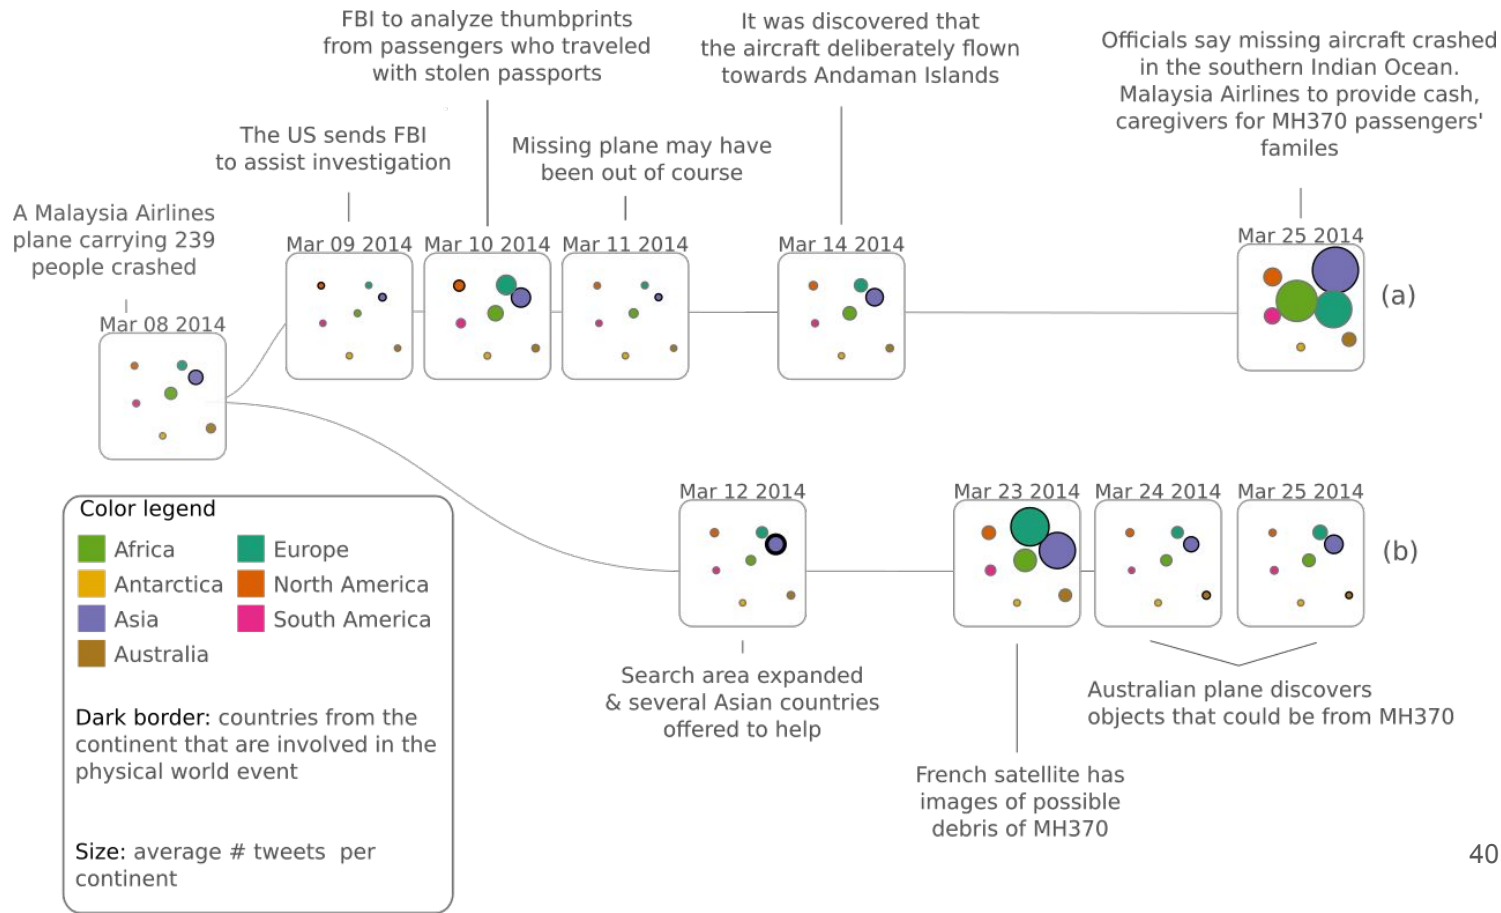 FBI to analyze thumbprints
from passengers who traveled
with stolen passports
It was discovered that
the aircraft deliberately flown
towards Andaman Islands
Officials say missing aircraft crashed
in the southern Indian Ocean.
Malaysia Airlines to provide cash,
caregivers for MH370 passengers'
familes
The US sends FBI
to assist investigation
Missing plane may have
been out of course
A Malaysia Airlines
plane carrying 239
people crashed
Mar 08 2014
Mar 09 2014
Mar 10 2014
Mar 11 2014
Mar 14 2014
Mar 25 2014
(a)
Mar 12 2014
Mar 23 2014
Mar 24 2014
Mar 25 2014
(b)
Search area expanded
& several Asian countries
offered to help
French satellite has
images of possible
debris of MH370
Australian plane discovers
objects that could be from MH370
Color legend
Africa
Antarctica
Asia
Australia
Europe
North America
South America
Dark border: countries from the
continent that are involved in the
physical world event
Size: average # tweets per
continent
40